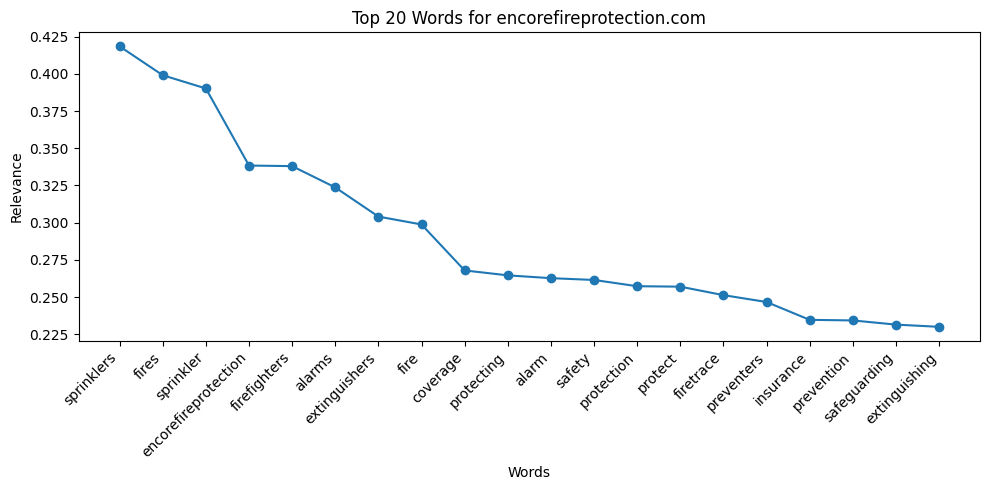 Top 20 Words for encorefireprotection.com
Relevance
0.425
0.400
0.375
0.350
0.325
0.300
0.275
0.250
0.225
sprinklers
fires
sprinkler
encorefireprotection
firefighters
alarms
extinguishers
fire
coverage
protecting
alarm
safety
protection
protect
firetrace
preventers
insurance
prevention
safeguarding
extinguishing
Words